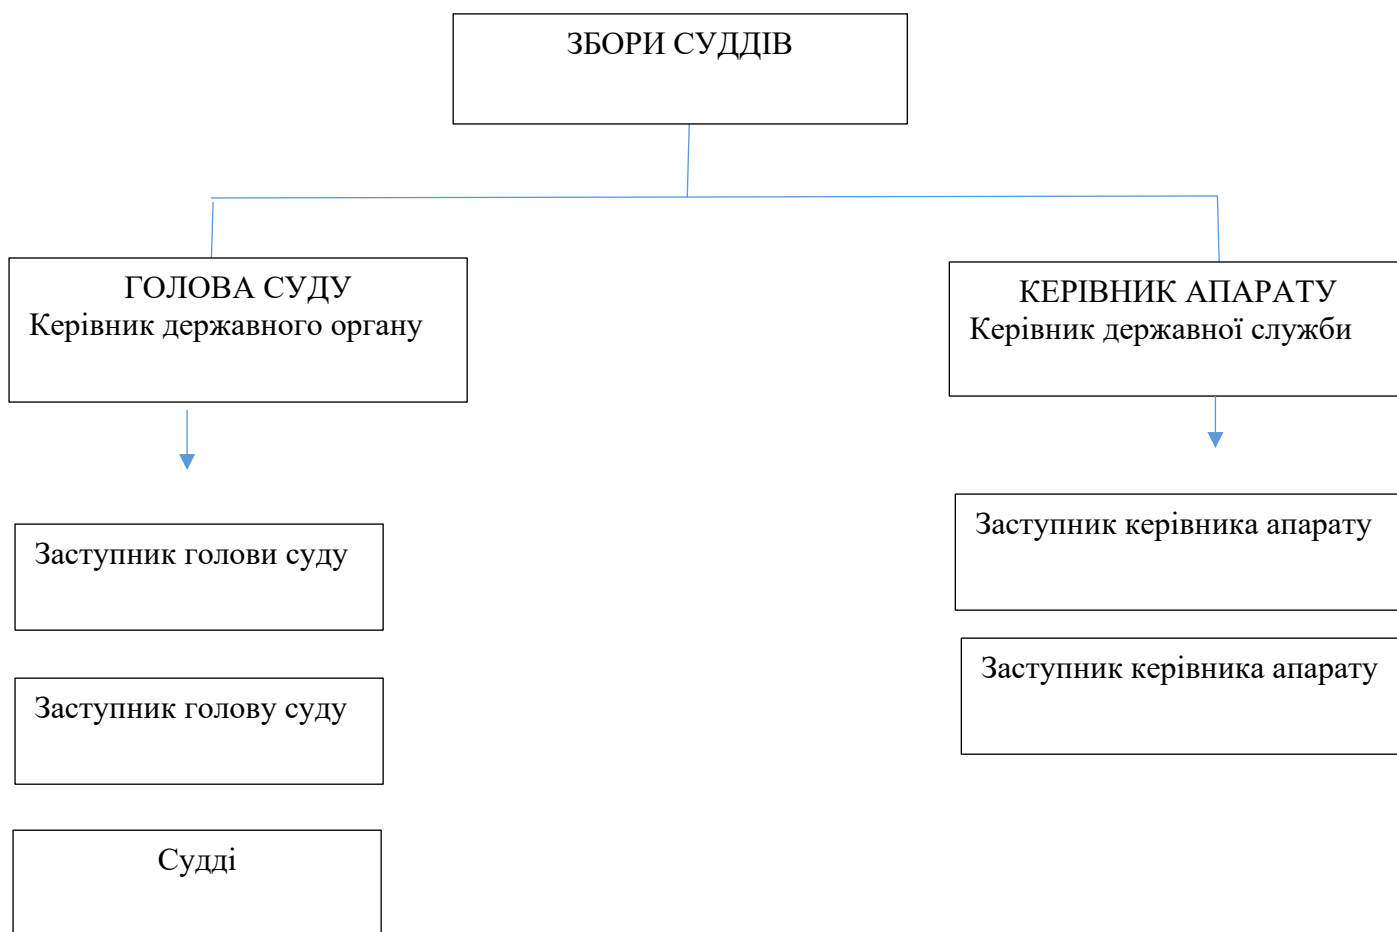 ЗБОРИ СУДДІВ
ГОЛОВА СУДУ
Керівник державного органу
КЕРІВНИК АПАРАТУ
Керівник державної служби
Заступник голови суду
Заступник голову суду
Судді
Заступник керівника апарату
Заступник керівника апарату